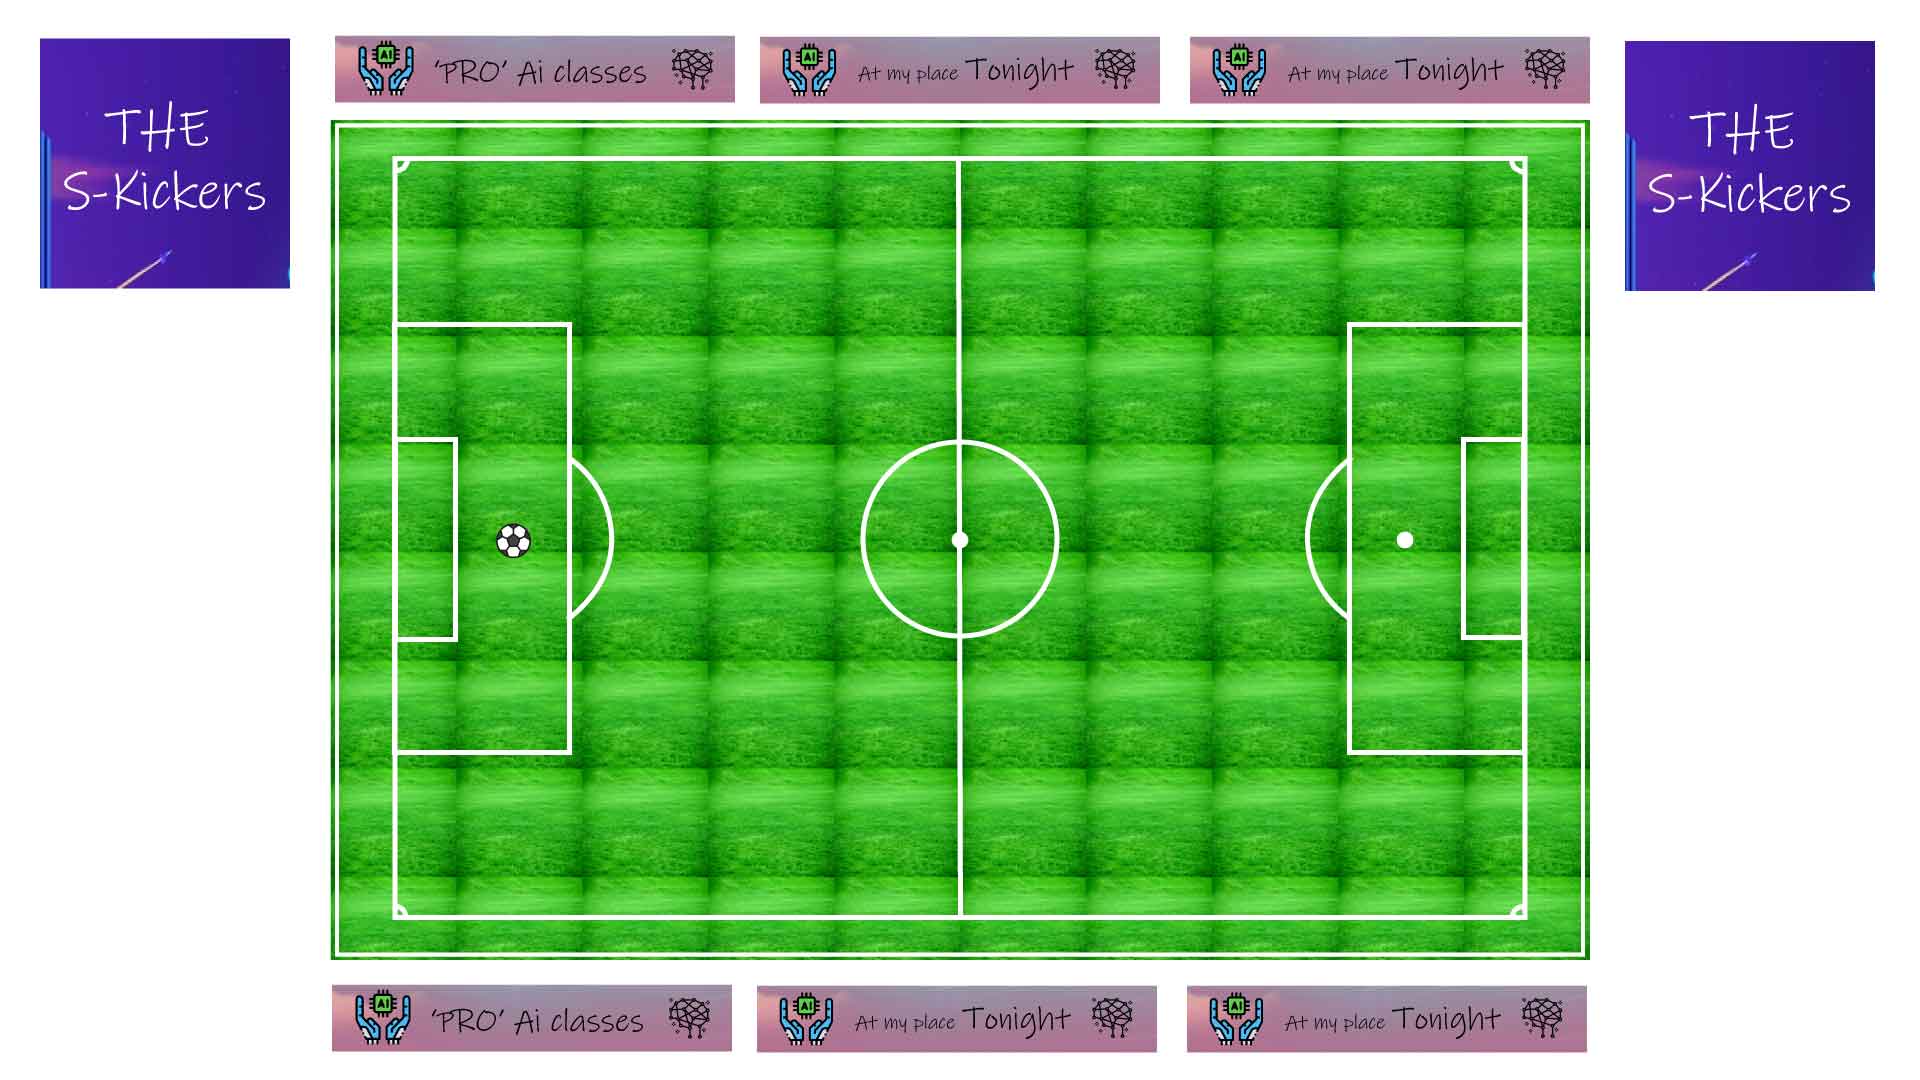 THE
S-Kickers
AI
'PRO' Ai classes
AI
At my place Tonight
AI
At my place Tonight
THE
S-Kickers
AI
'PRO' Ai classes
AI
At my place Tonight
AI
At my place Tonight